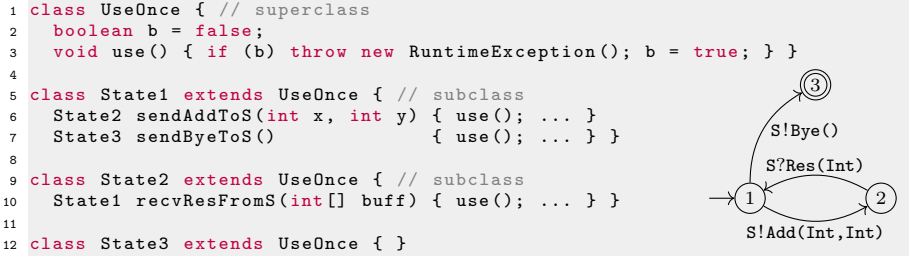 1 class UseOnce { // superclass
2 boolean b = false;
3 void use() { if (b) throw new RuntimeException(); b = true; } }
4
5 class State1 extends UseOnce { // subclass
6 State2 sendAddToS(int x, int y) { use(); ... }
7 State3 sendByeToS() { use(); ... } }
8
9 class State2 extends UseOnce { // subclass
10 State1 recvResFromS(int[] buff) { use(); ... } }
11
12 class State3 extends UseOnce { }
3
S!Bye()
S?Res(Int)
1 2
S!Add(Int,Int)